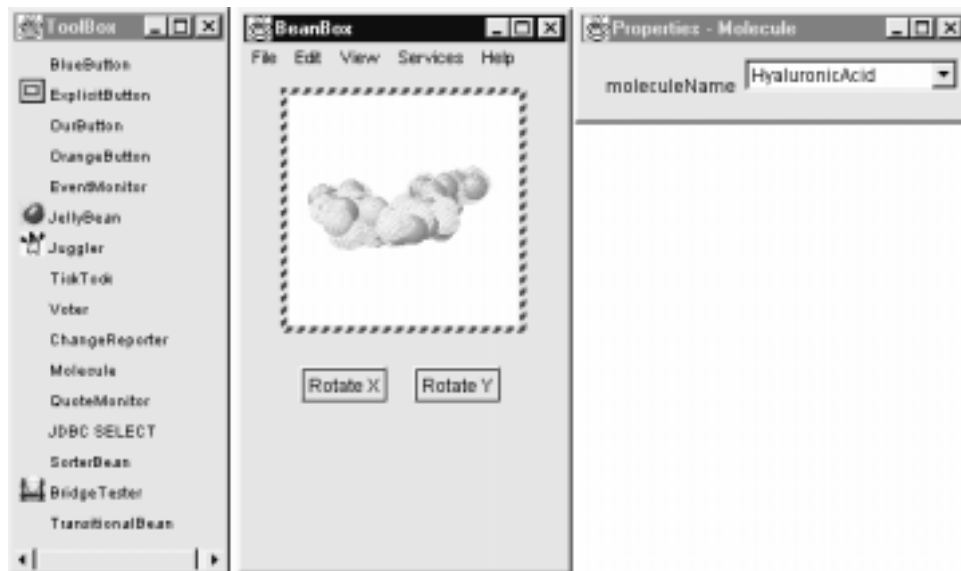 ToolBox
BlueButton
ExplicitButton
OurButton
OrangeButton
EventMonitor
JellyBean
Juggler
TickTock
Voter
ChangeReporter
Molecule
QuoteMonitor
JDBC SELECT
SorterBean
BridgeTester
TransitionalBean
BeanBox
File Edit View Services Help
Rotate X Rotate Y
Properties - Molecule
moleculeName HyaluronicAcid